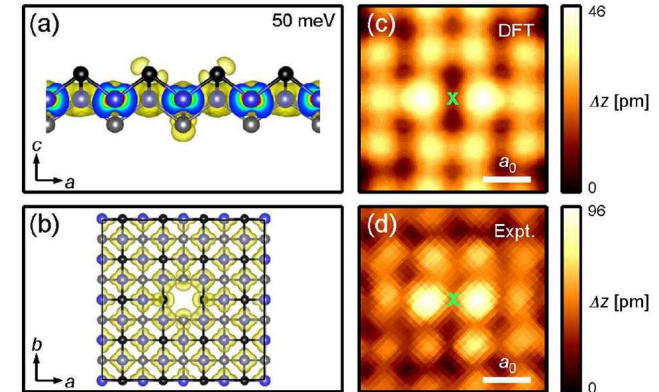 (a)
50 meV
c
a
(c)
DFT
x
a₀
46
Δz [pm]
0
(b)
b
a
(d)
Expt.
x
a₀
96
Δz [pm]
0